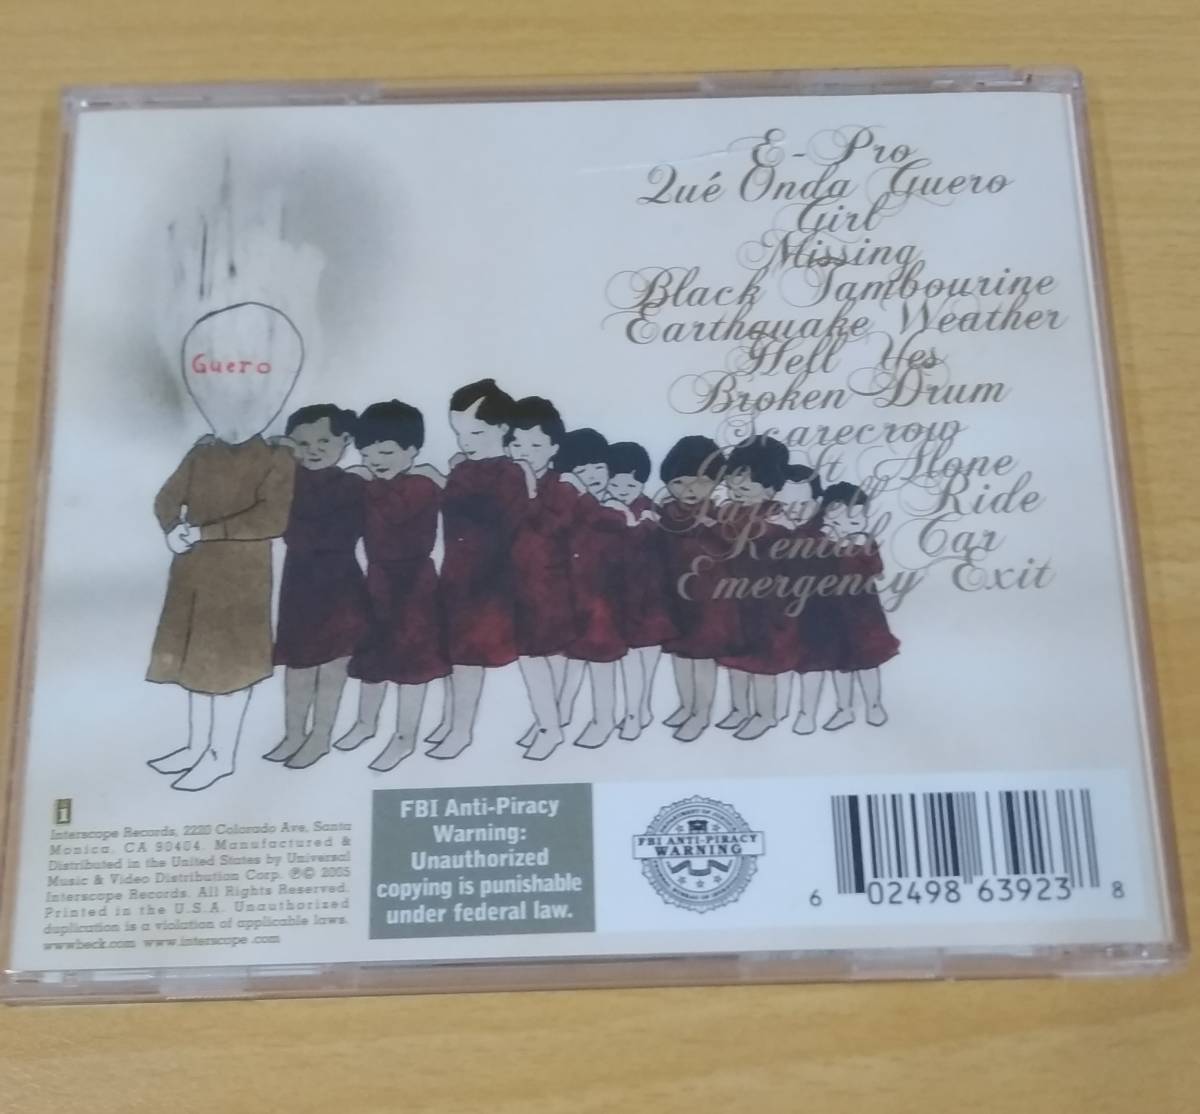 E-Pro
Qué Onda Guero
Girl
Missing
Black Tambourine
Earthquake Weather
Hell Yes
Broken Drum
Scarecrow
Go It Alone
Farewell Ride
Rental Car
Emergency Exit
Guero
i
Interscope Records, 2220 Colorado Ave, Santa
Monica, CA 90404. Manufactured &
Distributed in the United States by Universal
Music & Video Distribution Corp. ℗© 2005
Interscope Records. All Rights Reserved.
Printed in the U.S.A. Unauthorized
duplication is a violation of applicable laws.
www.beck.com www.interscope.com
FBI Anti-Piracy
Warning:
Unauthorized
copying is punishable
under federal law.
FBI ANTI-PIRACY
WARNING
6 02498 63923 8